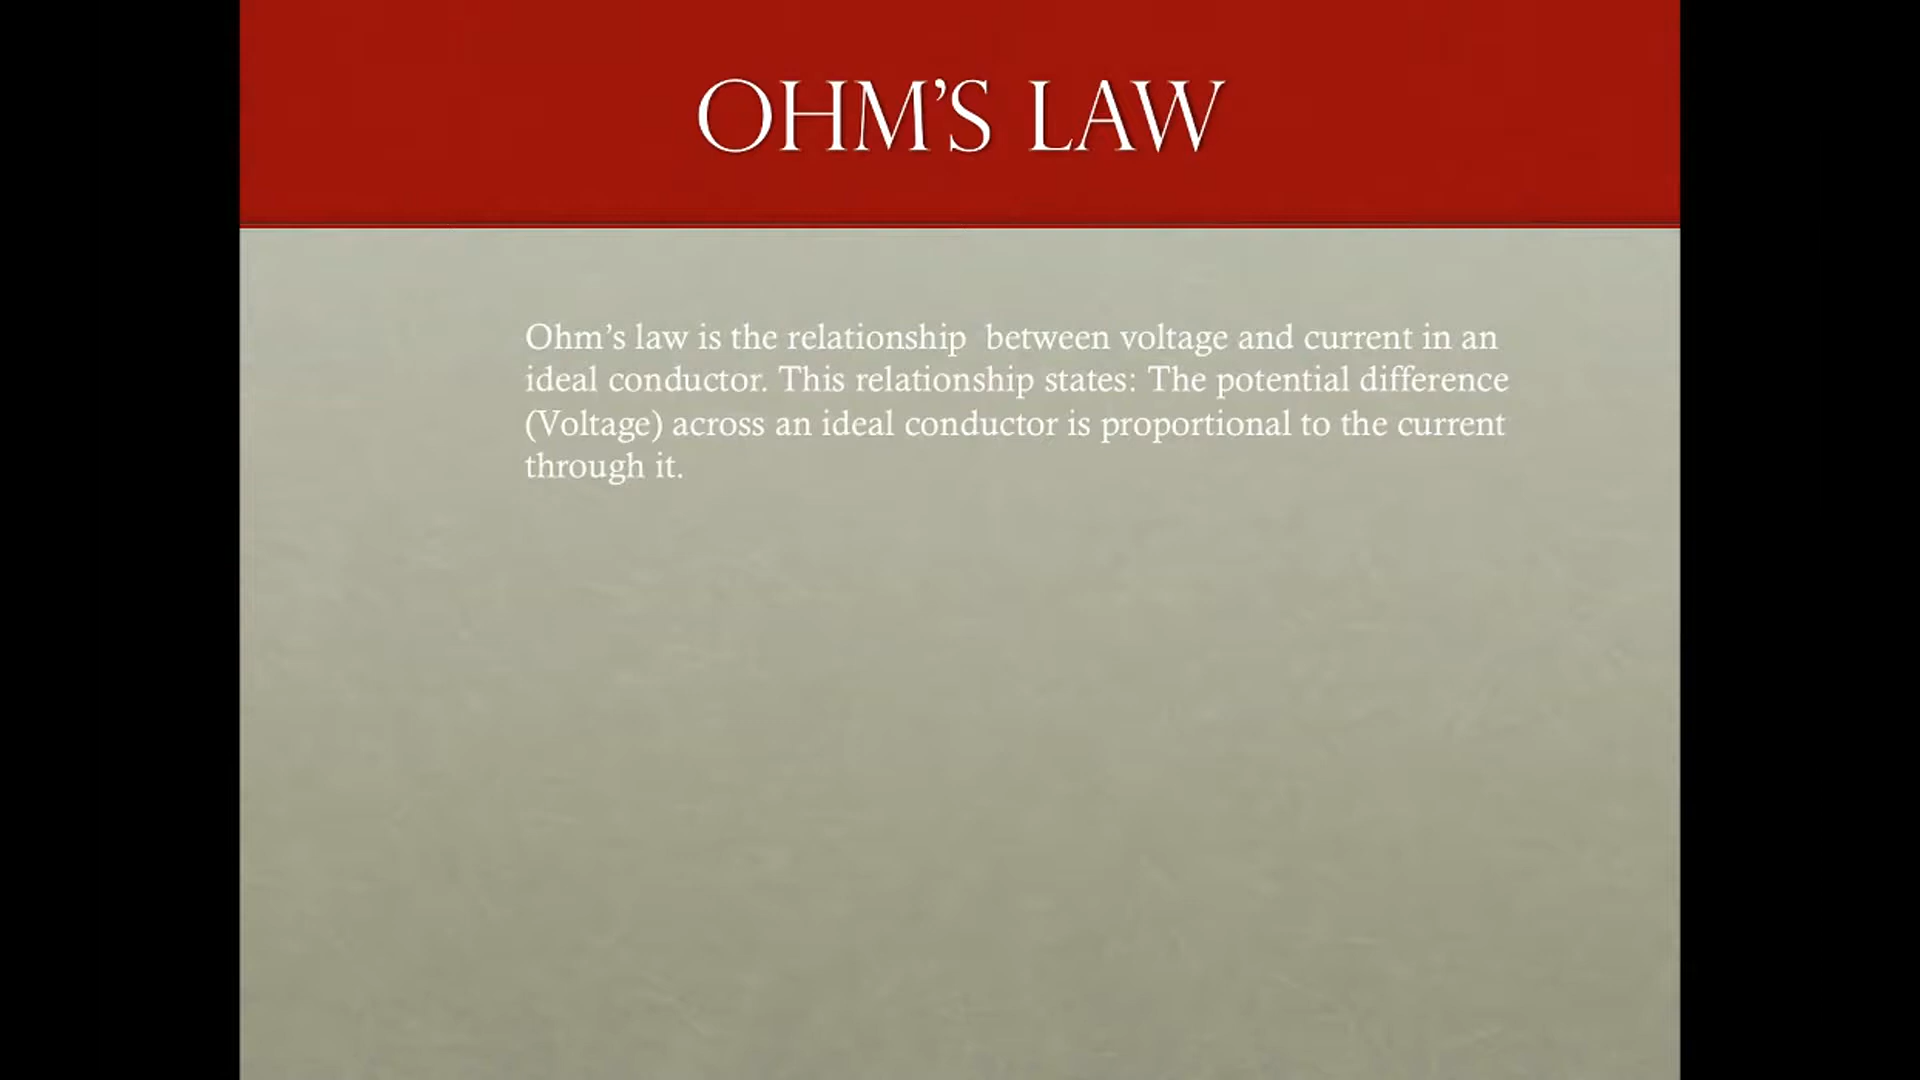 OHM’S LAW
Ohm’s law is the relationship  between voltage and current in an
ideal conductor. This relationship states: The potential difference
(Voltage) across an ideal conductor is proportional to the current
through it.